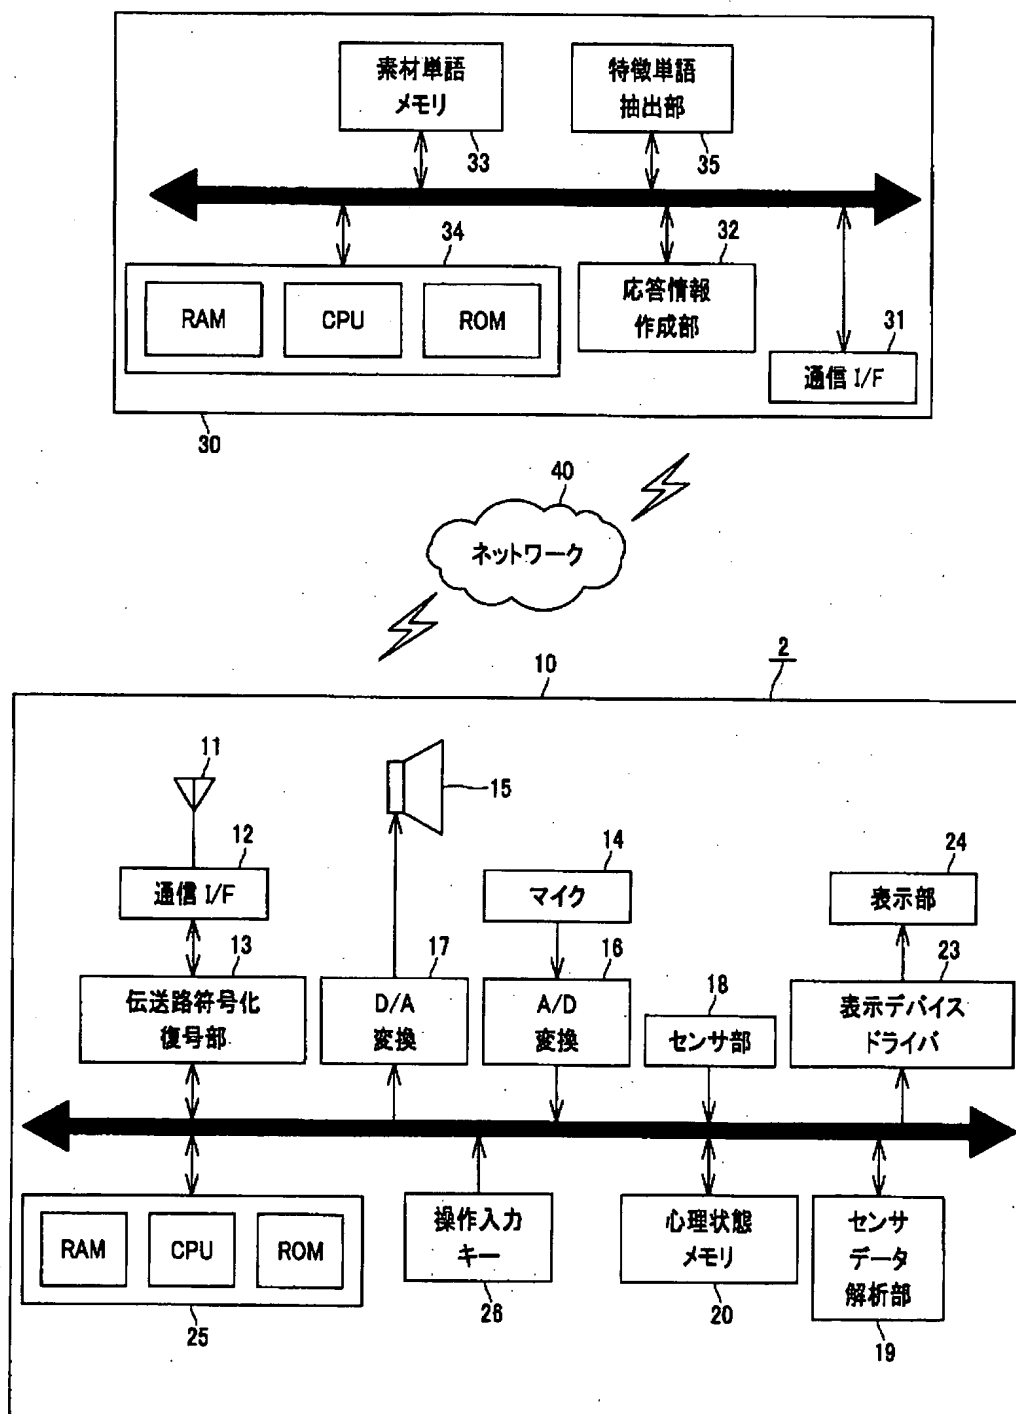 素材単語
メモリ
33
特徴単語
抽出部
35
34
RAM
CPU
ROM
32
応答情報
作成部
31
通信 I/F
30
40
ネットワーク
10
2
11
15
12
通信 I/F
14
マイク
24
表示部
13
伝送路符号化
復号部
17
D/A
変換
16
A/D
変換
18
センサ部
23
表示デバイス
ドライバ
RAM
CPU
ROM
25
操作入力
キー
26
心理状態
メモリ
20
センサ
データ
解析部
19